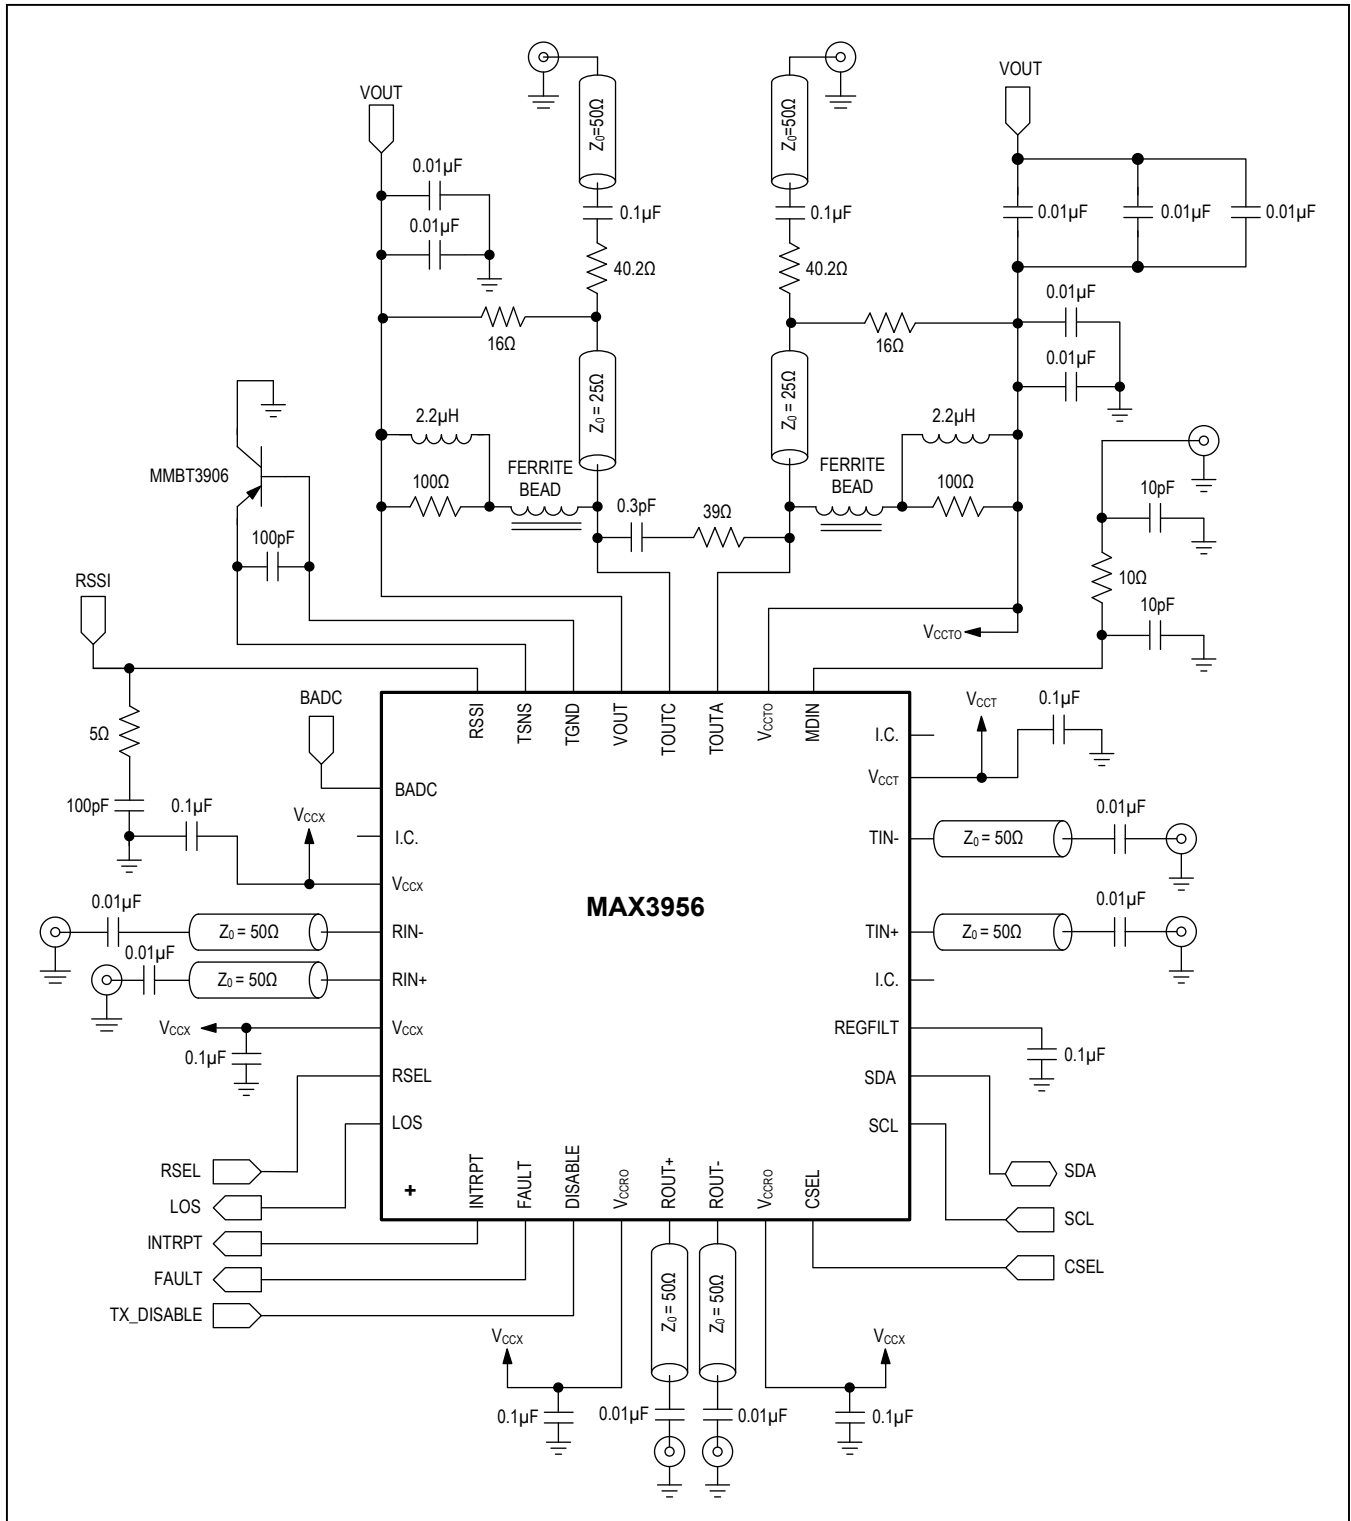 VOUT
VOUT
Z₀=50Ω
Z₀=50Ω
0.01µF
0.01µF
0.1µF
0.1µF
0.01µF
0.01µF
0.01µF
40.2Ω
40.2Ω
0.01µF
16Ω
16Ω
0.01µF
Z₀ = 25Ω
Z₀ = 25Ω
2.2µH
2.2µH
MMBT3906
100Ω
FERRITE
BEAD
FERRITE
BEAD
100Ω
10pF
0.3pF
39Ω
100pF
10Ω
RSSI
10pF
VCCTO
BADC
RSSI
TSNS
TGND
VOUT
TOUTC
TOUTA
VCCTO
MDIN
VCCT
0.1µF
5Ω
I.C.
VCCT
BADC
100pF
0.1µF
VCCX
0.01µF
I.C.
TIN-
Z₀ = 50Ω
VCCX
0.01µF
MAX3956
0.01µF
Z₀ = 50Ω
RIN-
TIN+
Z₀ = 50Ω
0.01µF
Z₀ = 50Ω
RIN+
I.C.
VCCX
VCCX
REGFILT
0.1µF
0.1µF
RSEL
SDA
LOS
SCL
RSEL
SDA
LOS
+
INTRPT
FAULT
DISABLE
VCCRO
ROUT+
ROUT-
VCCRO
CSEL
SCL
INTRPT
FAULT
CSEL
TX_DISABLE
Z₀ = 50Ω
Z₀ = 50Ω
VCCX
VCCX
0.1µF
0.01µF
0.01µF
0.1µF